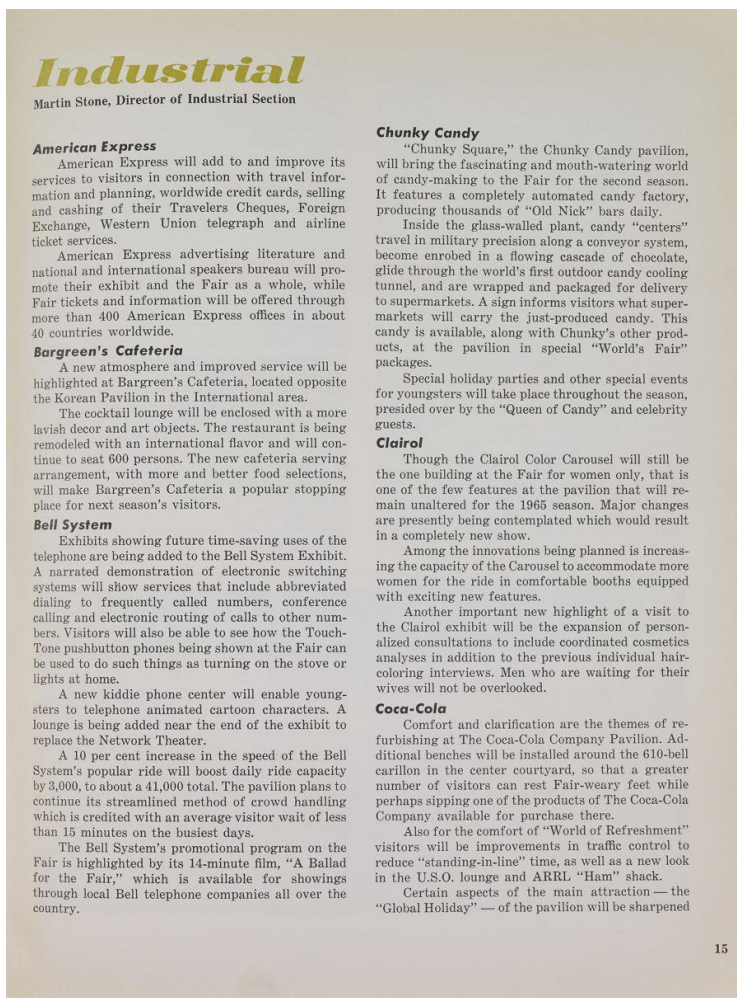 Industrial
Martin Stone, Director of Industrial Section
American Express
American Express will add to and improve its
services to visitors in connection with travel infor-
mation and planning, worldwide credit cards, selling
and cashing of their Travelers Cheques, Foreign
Exchange, Western Union telegraph and airline
ticket services.
American Express advertising literature and
national and international speakers bureau will pro-
mote their exhibit and the Fair as a whole, while
Fair tickets and information will be offered through
more than 400 American Express offices in about
40 countries worldwide.
Bargreen's Cafeteria
A new atmosphere and improved service will be
highlighted at Bargreen's Cafeteria, located opposite
the Korean Pavilion in the International area.
The cocktail lounge will be enclosed with a more
lavish decor and art objects. The restaurant is being
remodeled with an international flavor and will con-
tinue to seat 600 persons. The new cafeteria serving
arrangement, with more and better food selections,
will make Bargreen's Cafeteria a popular stopping
place for next season's visitors.
Bell System
Exhibits showing future time-saving uses of the
telephone are being added to the Bell System Exhibit.
A narrated demonstration of electronic switching
systems will show services that include abbreviated
dialing to frequently called numbers, conference
calling and electronic routing of calls to other num-
bers. Visitors will also be able to see how the Touch-
Tone pushbutton phones being shown at the Fair can
be used to do such things as turning on the stove or
lights at home.
A new kiddie phone center will enable young-
sters to telephone animated cartoon characters. A
lounge is being added near the end of the exhibit to
replace the Network Theater.
A 10 per cent increase in the speed of the Bell
System's popular ride will boost daily ride capacity
by 3,000, to about a 41,000 total. The pavilion plans to
continue its streamlined method of crowd handling
which is credited with an average visitor wait of less
than 15 minutes on the busiest days.
The Bell System's promotional program on the
Fair is highlighted by its 14-minute film, "A Ballad
for the Fair," which is available for showings
through local Bell telephone companies all over the
country.
Chunky Candy
"Chunky Square," the Chunky Candy pavilion,
will bring the fascinating and mouth-watering world
of candy-making to the Fair for the second season.
It features a completely automated candy factory,
producing thousands of "Old Nick" bars daily.
Inside the glass-walled plant, candy "centers"
travel in military precision along a conveyor system,
become enrobed in a flowing cascade of chocolate,
glide through the world's first outdoor candy cooling
tunnel, and are wrapped and packaged for delivery
to supermarkets. A sign informs visitors what super-
markets will carry the just-produced candy. This
candy is available, along with Chunky's other prod-
ucts, at the pavilion in special "World's Fair"
packages.
Special holiday parties and other special events
for youngsters will take place throughout the season,
presided over by the "Queen of Candy" and celebrity
guests.
Clairol
Though the Clairol Color Carousel will still be
the one building at the Fair for women only, that is
one of the few features at the pavilion that will re-
main unaltered for the 1965 season. Major changes
are presently being contemplated which would result
in a completely new show.
Among the innovations being planned is increas-
ing the capacity of the Carousel to accommodate more
women for the ride in comfortable booths equipped
with exciting new features.
Another important new highlight of a visit to
the Clairol exhibit will be the expansion of person-
alized consultations to include coordinated cosmetics
analyses in addition to the previous individual hair-
coloring interviews. Men who are waiting for their
wives will not be overlooked.
Coca-Cola
Comfort and clarification are the themes of re-
furbishing at The Coca-Cola Company Pavilion. Ad-
ditional benches will be installed around the 610-bell
carillon in the center courtyard, so that a greater
number of visitors can rest Fair-weary feet while
perhaps sipping one of the products of The Coca-Cola
Company available for purchase there.
Also for the comfort of "World of Refreshment"
visitors will be improvements in traffic control to
reduce "standing-in-line" time, as well as a new look
in the U.S.O. lounge and ARRL "Ham" shack.
Certain aspects of the main attraction — the
"Global Holiday" — of the pavilion will be sharpened
15